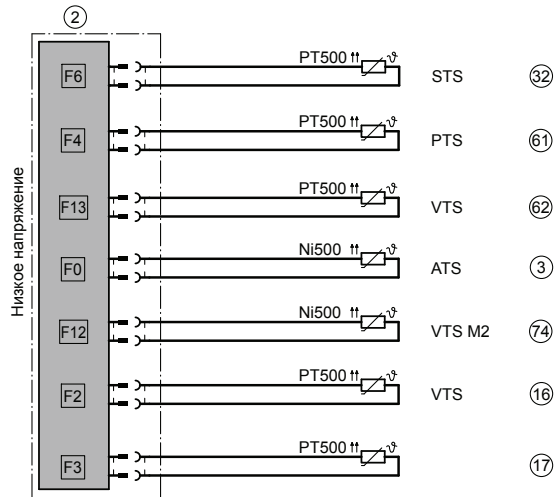 2
F6 PT500 ϑ STS 32
F4 PT500 ϑ PTS 61
F13 PT500 ϑ VTS 62
F0 Ni500 ϑ ATS 3
F12 Ni500 ϑ VTS M2 74
F2 PT500 ϑ VTS 16
F3 PT500 ϑ 17
Низкое напряжение